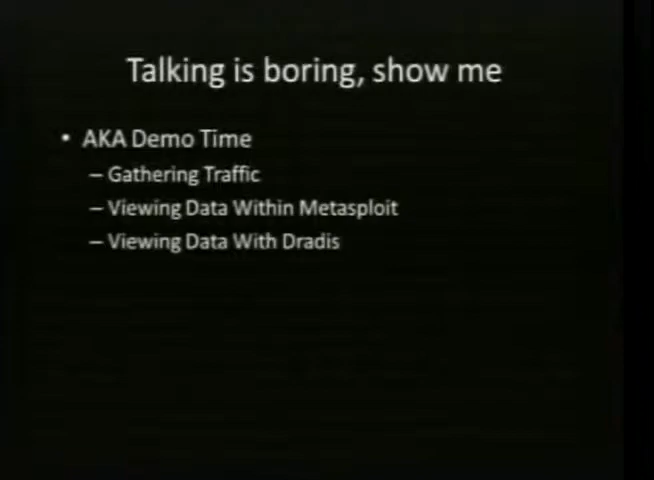 Talking is boring, show me
• AKA Demo Time
– Gathering Traffic
– Viewing Data Within Metasploit
– Viewing Data With Dradis